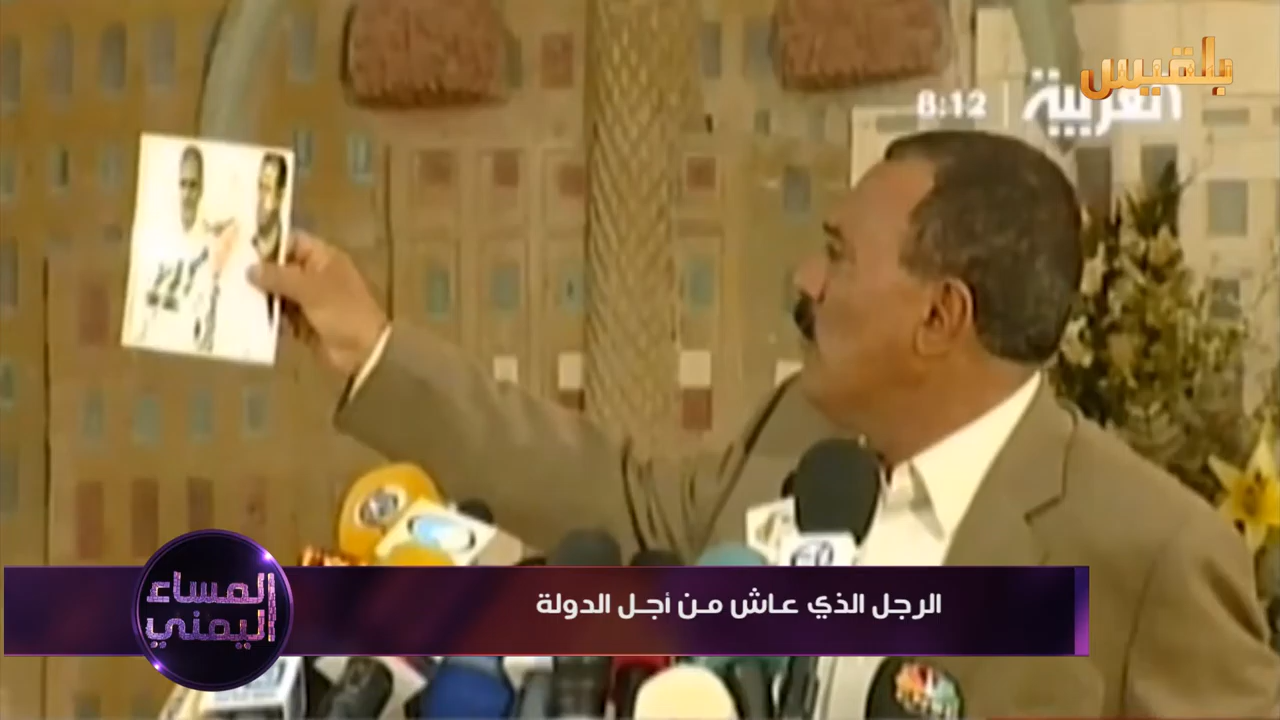 بلقيس
8:12 العربية
الرجل الذي عاش من أجل الدولة
المساء
اليمني